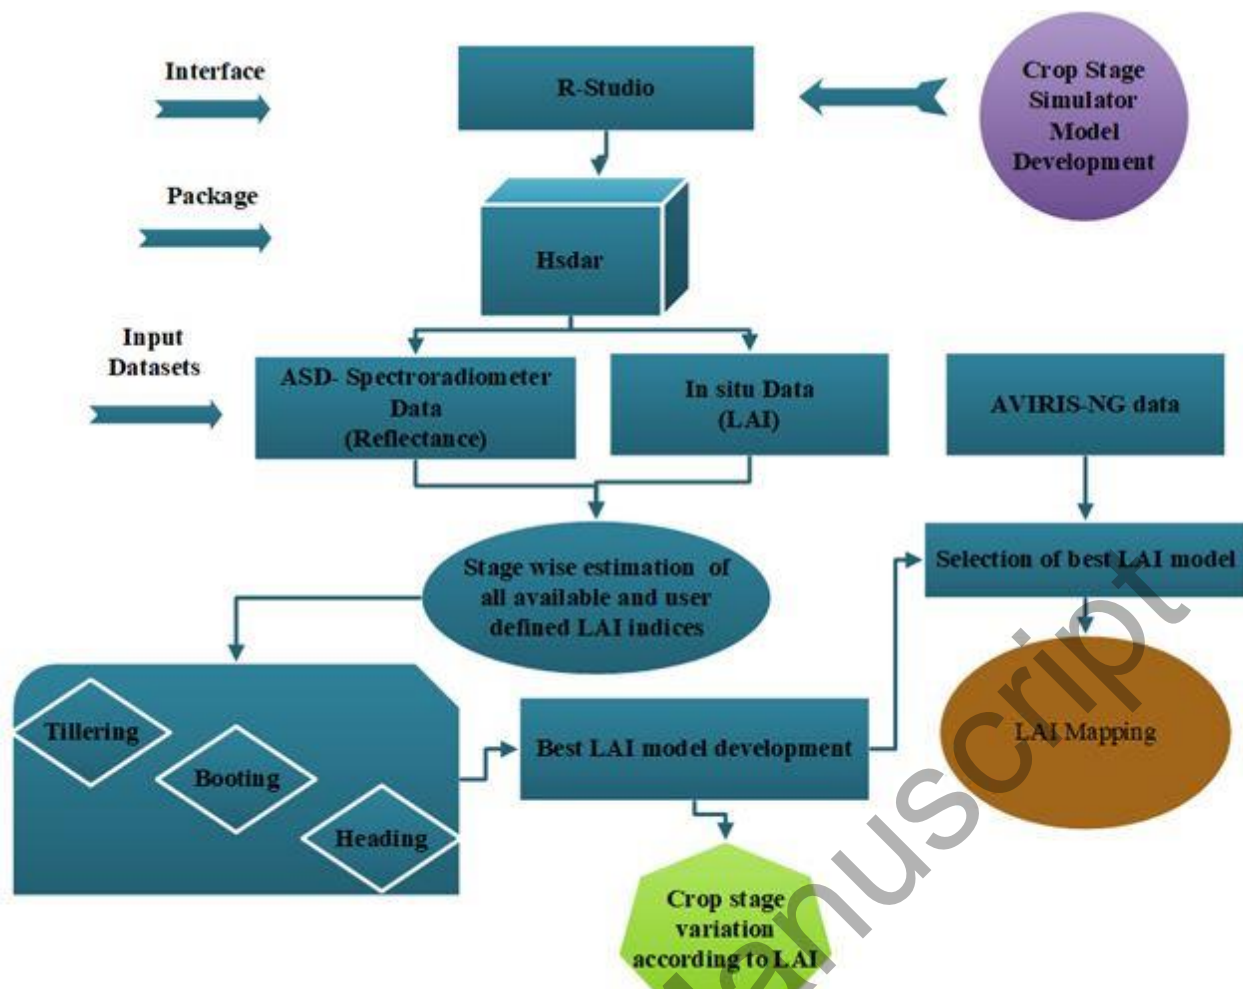 Interface
R-Studio
Crop Stage
Simulator
Model
Development
Package
Hsdar
Input
Datasets
ASD- Spectroradiometer
Data
(Reflectance)
In situ Data
(LAI)
AVIRIS-NG data
Stage wise estimation of
all available and user
defined LAI indices
Selection of best LAI model
Tillering
Booting
Heading
Best LAI model development
LAI Mapping
Crop stage
variation
according to LAI
anuscript